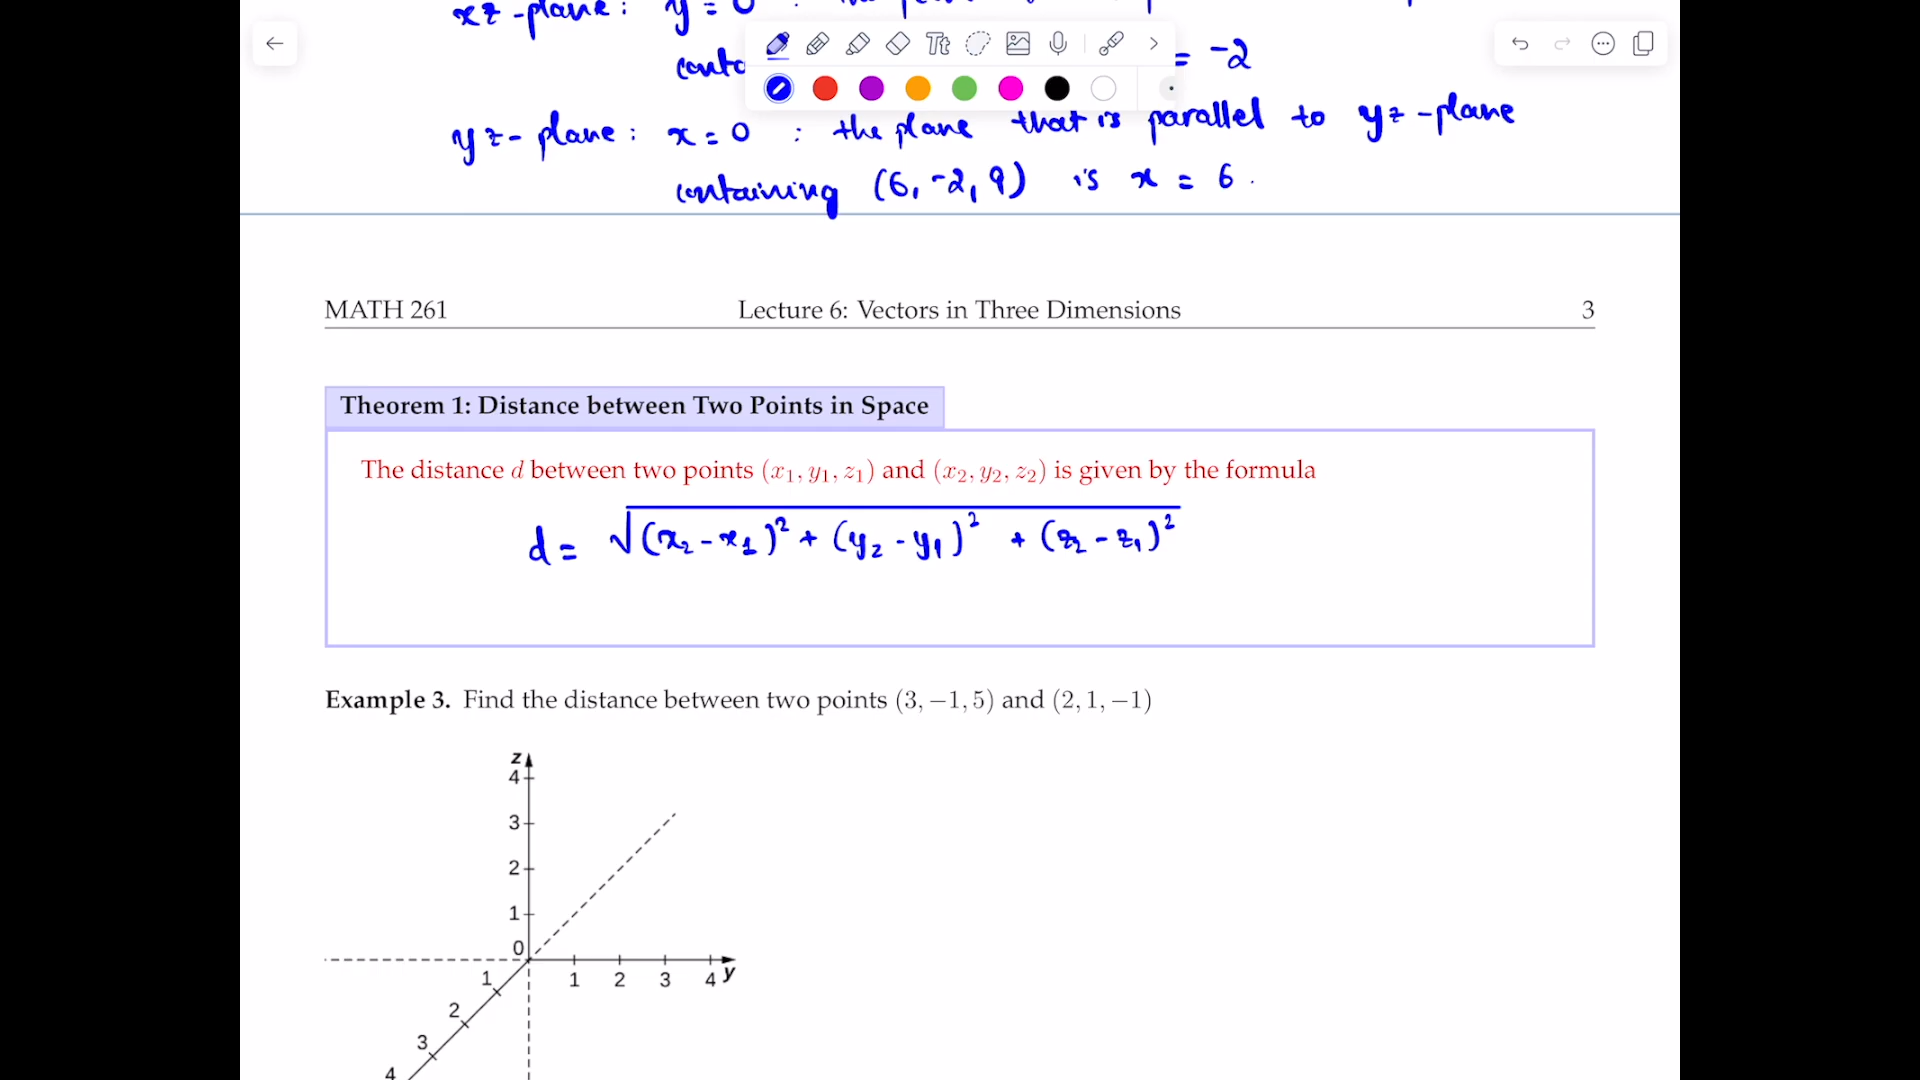 xz-plane: y = 0 :
= -2
yz-plane: x = 0 : the plane that is parallel to yz-plane
containing (6, -2, 9) is x = 6.
MATH 261 Lecture 6: Vectors in Three Dimensions 3
Theorem 1: Distance between Two Points in Space
The distance d between two points (x₁, y₁, z₁) and (x₂, y₂, z₂) is given by the formula
d = √((x₂ - x₁)² + (y₂ - y₁)² + (z₂ - z₁)²)
Example 3. Find the distance between two points (3, −1, 5) and (2, 1, −1)
z
4
3
2
1
0
1 2 3 4 y
1
2
3
4
Tt